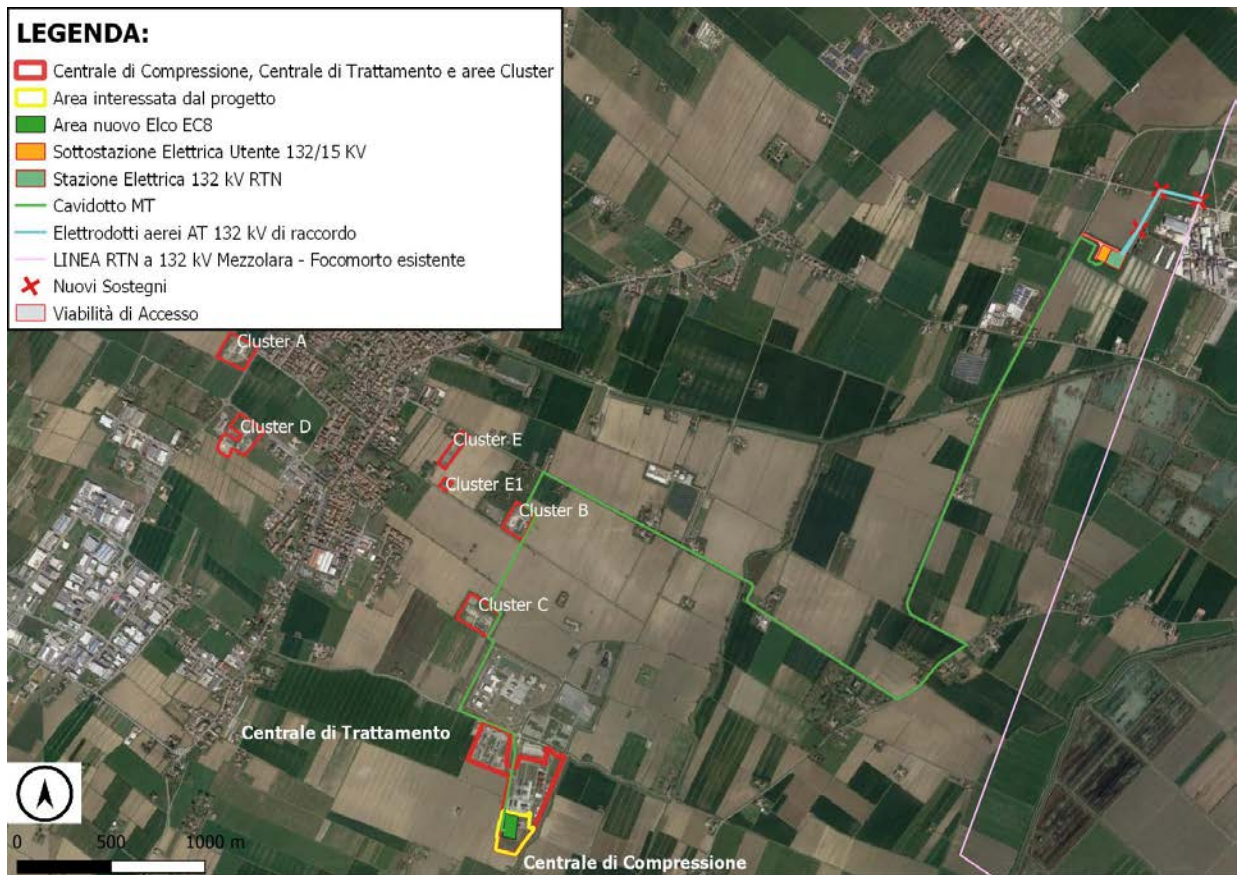 LEGENDA:
Centrale di Compressione, Centrale di Trattamento e aree Cluster
Area interessata dal progetto
Area nuovo Elco EC8
Sottostazione Elettrica Utente 132/15 KV
Stazione Elettrica 132 kV RTN
Cavidotto MT
Elettrodotti aerei AT 132 kV di raccordo
LINEA RTN a 132 kV Mezzolara - Focomorto esistente
Nuovi Sostegni
Viabilità di Accesso
Cluster A
Cluster D
Cluster E
Cluster E1
Cluster B
Cluster C
Centrale di Trattamento
Centrale di Compressione
0 500 1000 m